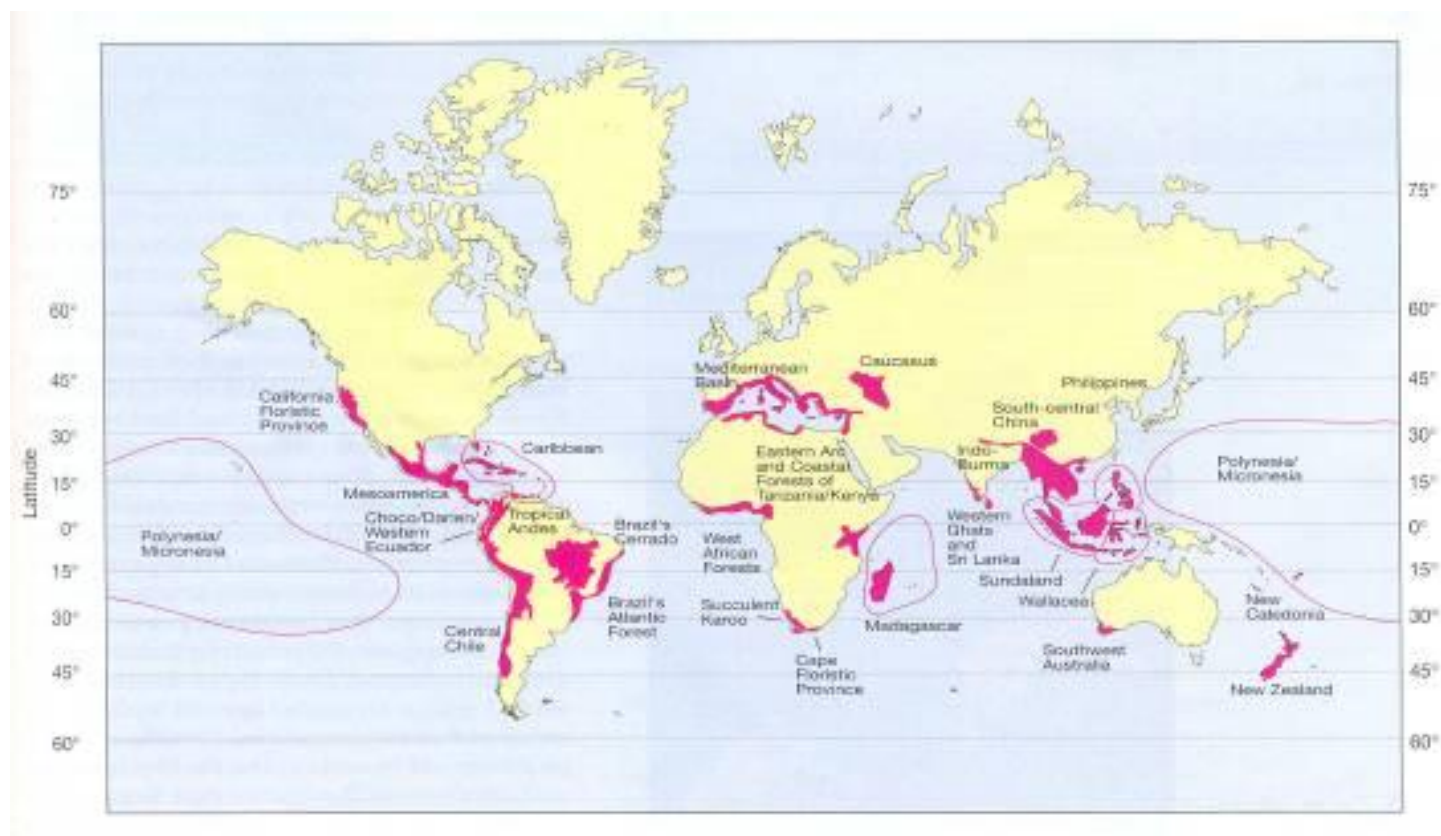 75°
75°
60°
60°
45°
45°
30°
30°
15°
15°
0°
0°
15°
15°
30°
30°
45°
45°
60°
60°
Latitude
California
Floristic
Province
Mesoamerica
Caribbean
Choco/Darien/
Western
Ecuador
Tropical
Andes
Brazil's
Cerrado
Brazil's
Atlantic
Forest
Central
Chile
Polynesia/
Micronesia
Mediterranean
Basin
Caucasus
Eastern Arc
and Coastal
Forests of
Tanzania/Kenya
West
African
Forests
Succulent
Karoo
Cape
Floristic
Province
Madagascar
Philippines
South-central
China
Indo-
Burma
Western
Ghats
and
Sri Lanka
Sundaland
Wallacea
Southwest
Australia
Polynesia/
Micronesia
New
Caledonia
New Zealand